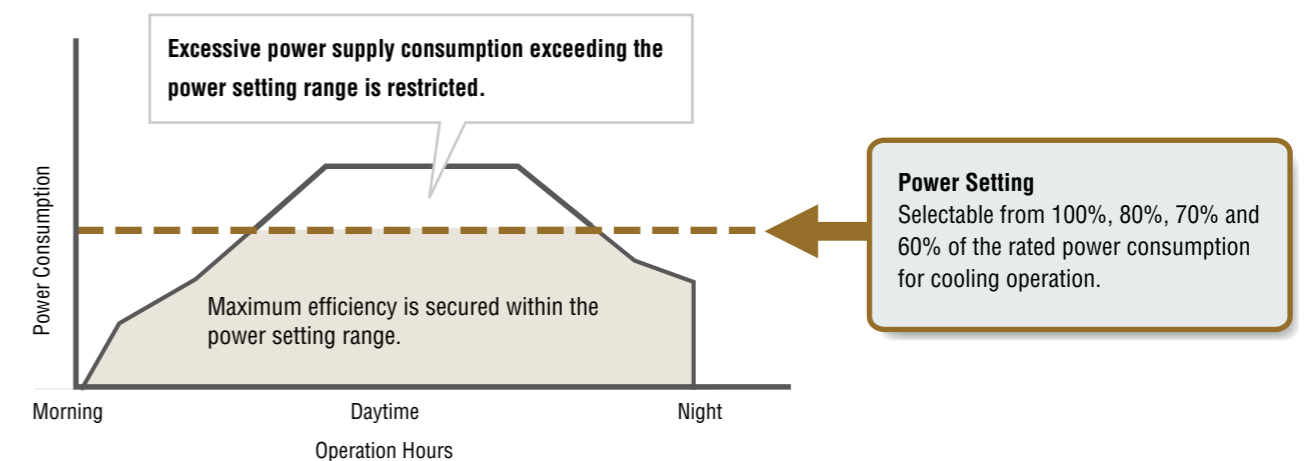 Excessive power supply consumption exceeding the
power setting range is restricted.
Power Consumption
Power Setting
Selectable from 100%, 80%, 70% and
60% of the rated power consumption
for cooling operation.
Maximum efficiency is secured within the
power setting range.
Morning
Daytime
Night
Operation Hours